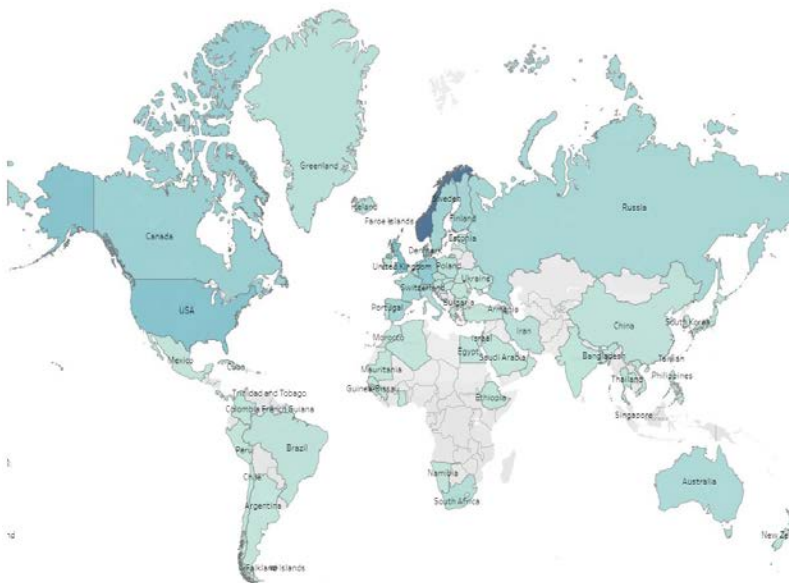 Greenland
Iceland
Faroe Islands
Sweden
Finland
Russia
Canada
Estonia
Denmark
United Kingdom
Poland
Ukraine
Switzerland
USA
Portugal
Bulgaria
Armenia
China
South Korea
Iran
Morocco
Israel
Mexico
Cuba
Egypt
Saudi Arabia
Bangladesh
Taiwan
Mauritania
Thailand
Philippines
Guinea-Bissau
Trinidad and Tobago
Ethiopia
Colombia
French Guiana
Singapore
Peru
Brazil
Namibia
Chile
Australia
South Africa
Argentina
New Ze
Falkland Islands